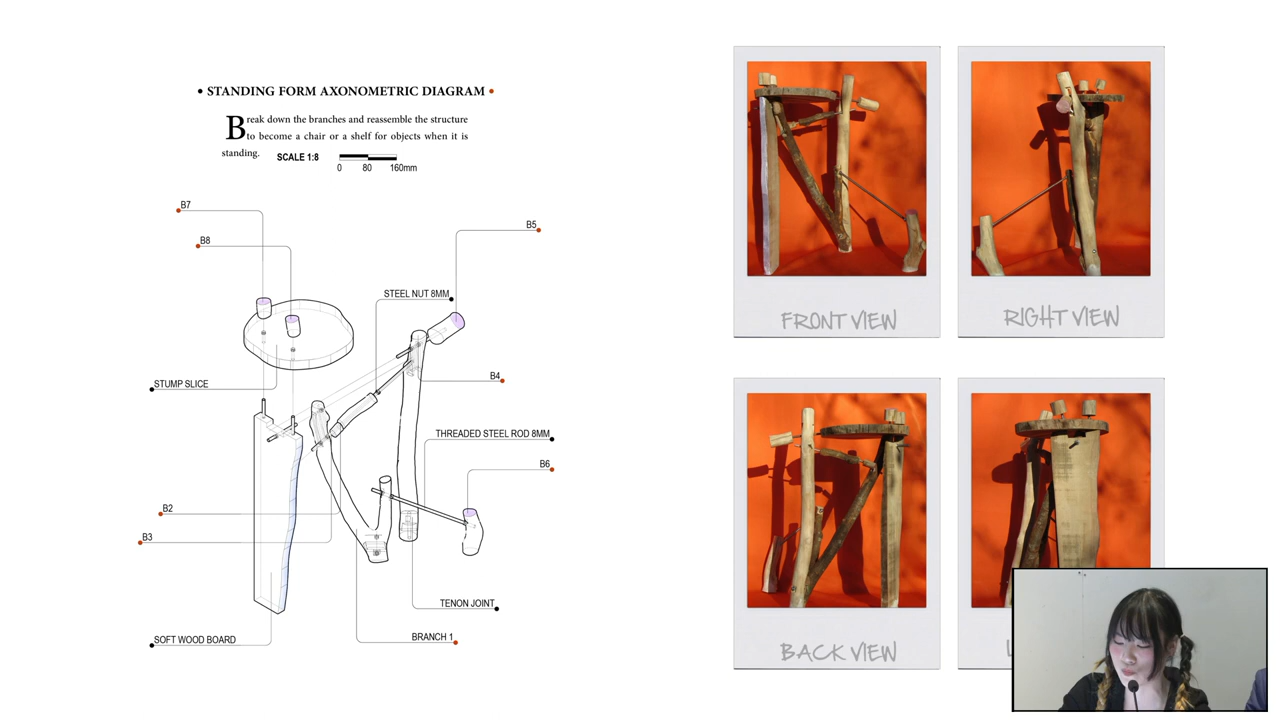 • STANDING FORM AXONOMETRIC DIAGRAM •
Break down the branches and reassemble the structure
to become a chair or a shelf for objects when it is
standing.
SCALE 1:8
0 80 160mm
B7
B8
B5
STEEL NUT 8MM
STUMP SLICE
B4
THREADED STEEL ROD 8MM
B6
B2
B3
TENON JOINT
SOFT WOOD BOARD
BRANCH 1
FRONT VIEW
RIGHT VIEW
BACK VIEW